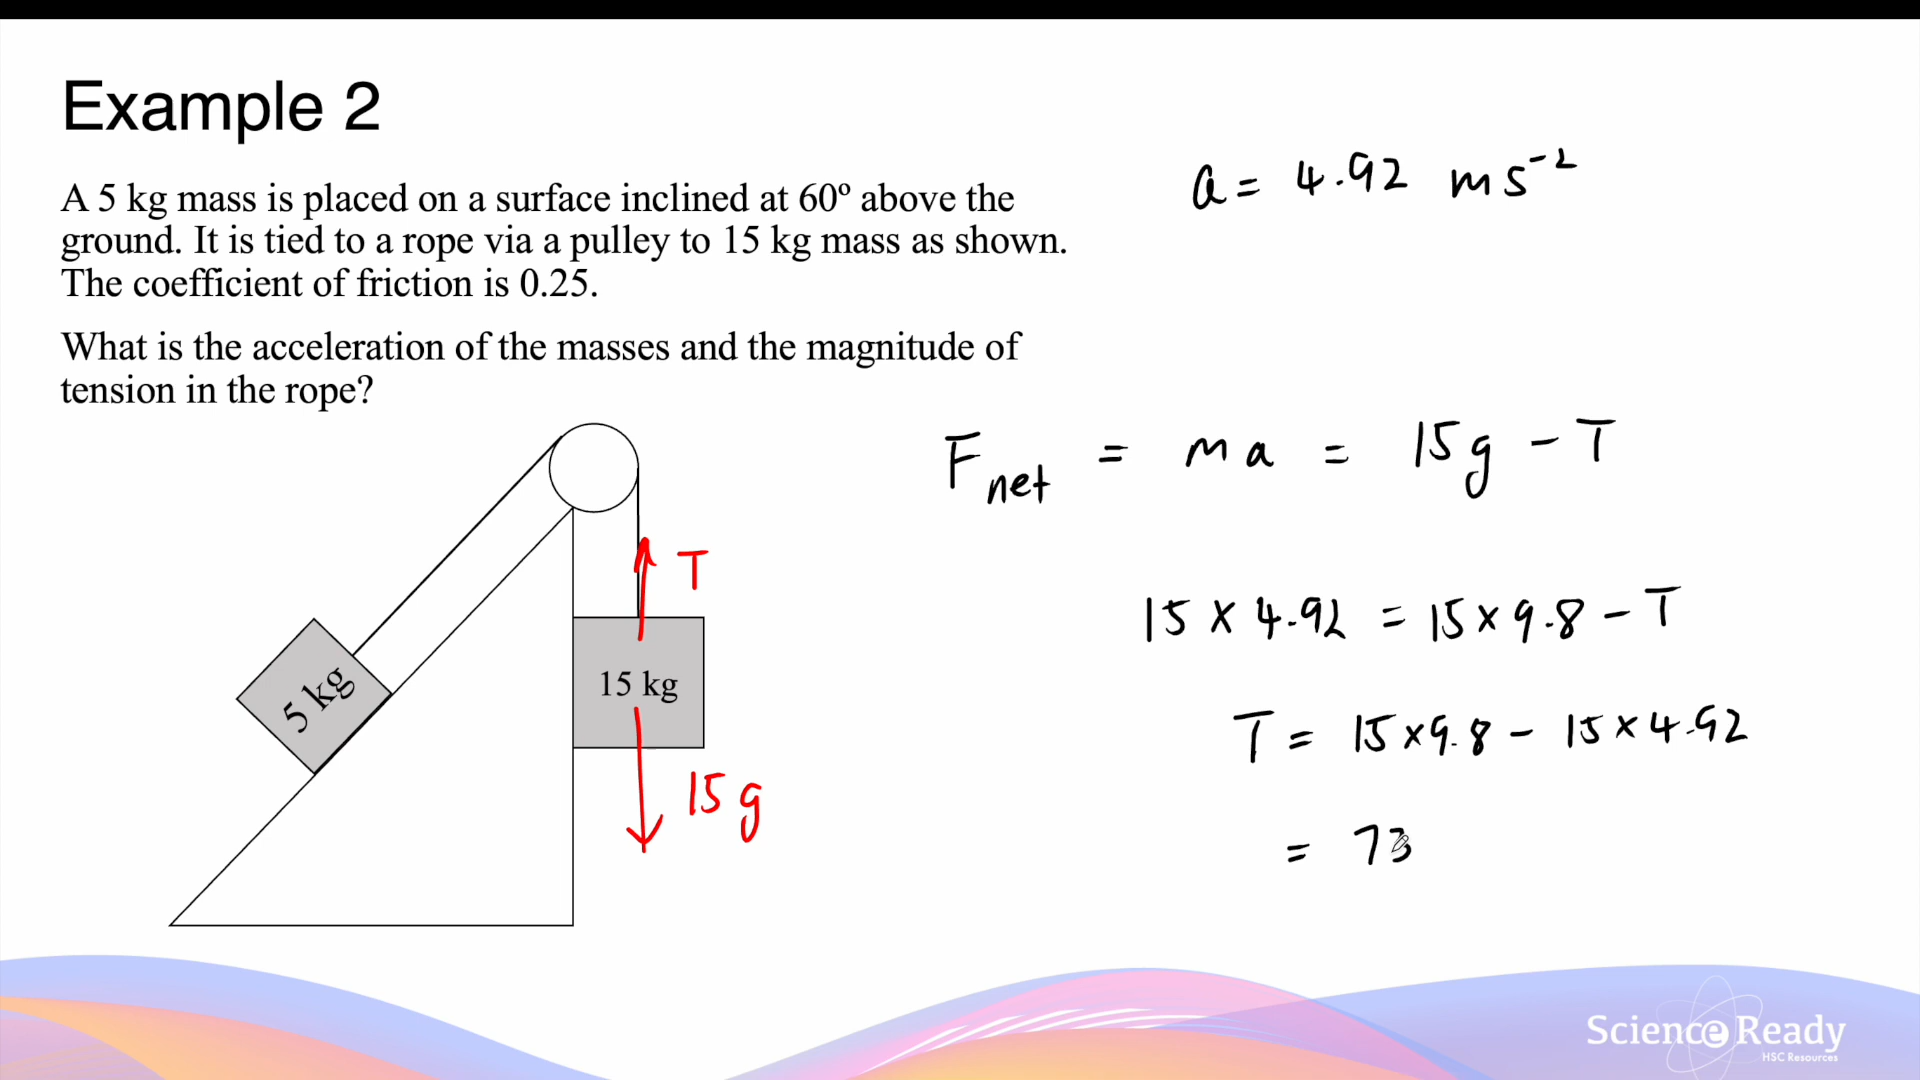 Example 2
A 5 kg mass is placed on a surface inclined at 60º above the
ground. It is tied to a rope via a pulley to 15 kg mass as shown.
The coefficient of friction is 0.25.
What is the acceleration of the masses and the magnitude of
tension in the rope?
5 kg
T
15 kg
15g
a = 4.92 ms⁻²
F_net = ma = 15g - T
15 × 4.92 = 15 × 9.8 - T
T = 15 × 9.8 - 15 × 4.92
= 73
Science Ready
HSC Resources